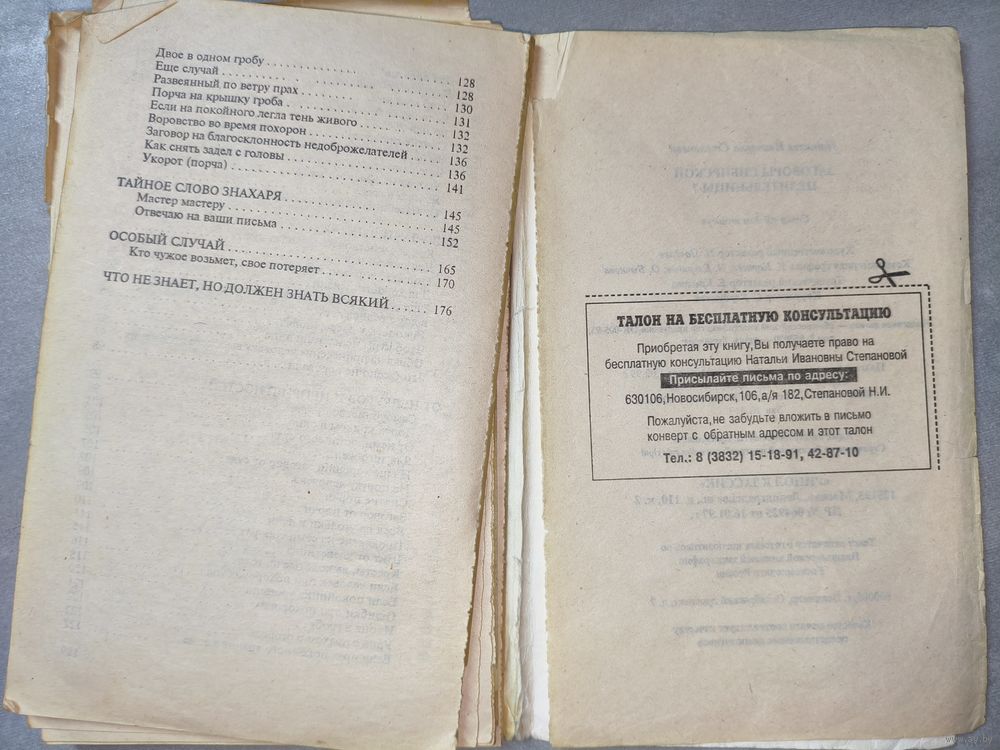 Двое в одном гробу ........ 128
Еще случай ........ 128
Развеянный по ветру прах ........ 130
Порча на крышку гроба ........ 131
Если на покойного легла тень живого ........ 132
Воровство во время похорон ........ 132
Заговор на благосклонность недоброжелателей ........ 136
Как снять задел с головы ........ 136
Укорот (порча) ........ 141
ТАЙНОЕ СЛОВО ЗНАХАРЯ ........ 145
Мастер мастеру ........ 145
Отвечаю на ваши письма ........ 152
ОСОБЫЙ СЛУЧАЙ ........ 165
Кто чужое возьмет, свое потеряет ........ 170
ЧТО НЕ ЗНАЕТ, НО ДОЛЖЕН ЗНАТЬ ВСЯКИЙ ........ 176
ТАЛОН НА БЕСПЛАТНУЮ КОНСУЛЬТАЦИЮ
Приобретая эту книгу,Вы получаете право на
бесплатную консультацию Натальи Ивановны Степановой
Присылайте письма по адресу:
630106,Новосибирск,106,а/я 182,Степановой Н.И.
Пожалуйста,не забудьте вложить в письмо
конверт с обратным адресом и этот талон
Тел.: 8 (3832) 15-18-91, 42-87-10
www.ay.by